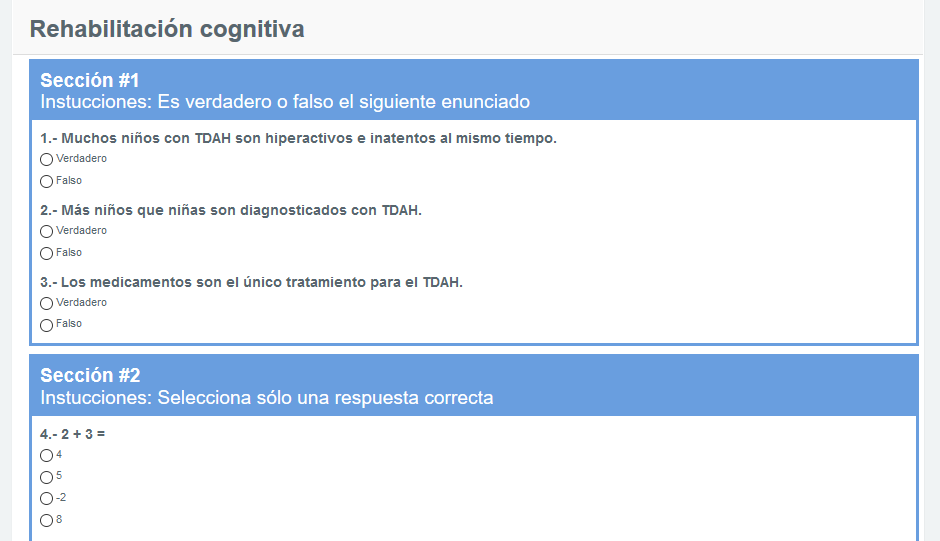 Rehabilitación cognitiva
Sección #1
Instucciones: Es verdadero o falso el siguiente enunciado
1.- Muchos niños con TDAH son hiperactivos e inatentos al mismo tiempo.
Verdadero
Falso
2.- Más niños que niñas son diagnosticados con TDAH.
Verdadero
Falso
3.- Los medicamentos son el único tratamiento para el TDAH.
Verdadero
Falso
Sección #2
Instucciones: Selecciona sólo una respuesta correcta
4.- 2 + 3 =
4
5
-2
8